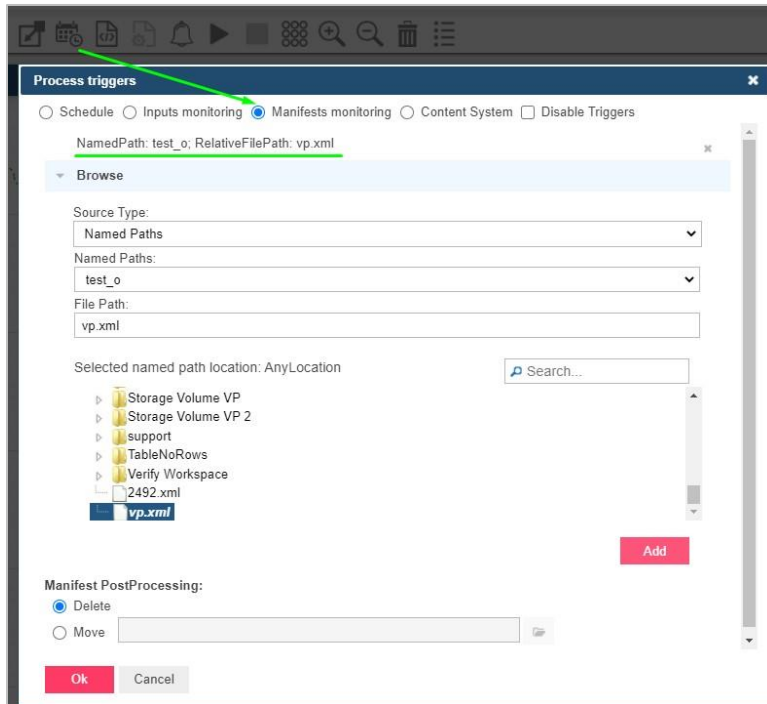 Process triggers
Schedule Inputs monitoring Manifests monitoring Content System Disable Triggers
NamedPath: test_o; RelativeFilePath: vp.xml
Browse
Source Type:
Named Paths
Named Paths:
test_o
File Path:
vp.xml
Selected named path location: AnyLocation
Search...
Storage Volume VP
Storage Volume VP 2
support
TableNoRows
Verify Workspace
2492.xml
vp.xml
Add
Manifest PostProcessing:
Delete
Move
Ok Cancel